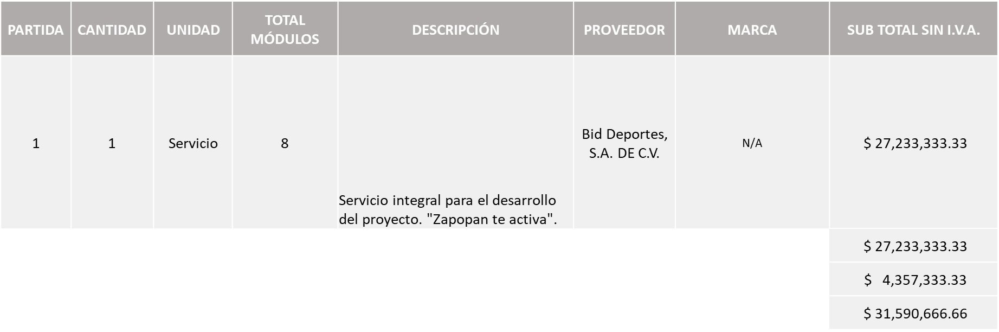 PARTIDA CANTIDAD UNIDAD TOTAL MÓDULOS DESCRIPCIÓN PROVEEDOR MARCA SUB TOTAL SIN I.V.A.
1 1 Servicio 8
Servicio integral para el desarrollo
del proyecto. "Zapopan te activa".
Bid Deportes,
S.A. DE C.V.
N/A
$ 27,233,333.33
$ 27,233,333.33
$ 4,357,333.33
$ 31,590,666.66